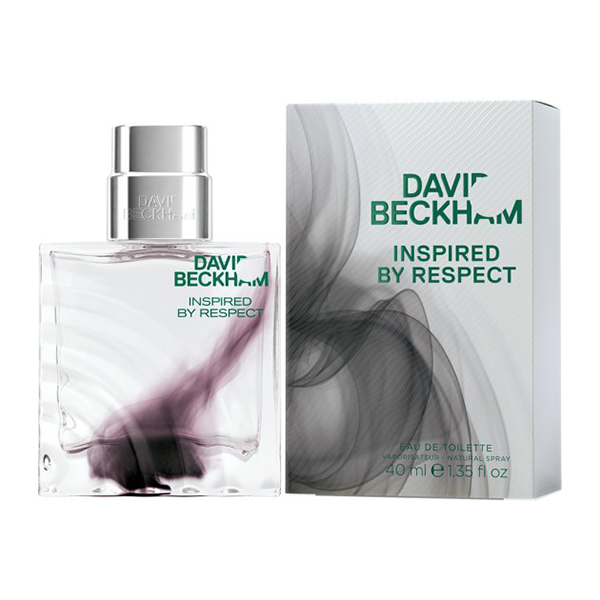 DAVID
BECKHAM
DAVID
BECKHAM
INSPIRED
BY RESPECT
DAVID
BECKHAM
INSPIRED
BY RESPECT
EAU DE TOILETTE
VAPORISATEUR - NATURAL SPRAY
40 ml ℮ 1.35 fl oz